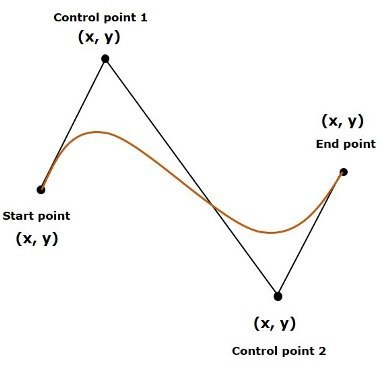 Control point 1
(x, y)
(x, y)
End point
Start point
(x, y)
(x, y)
Control point 2